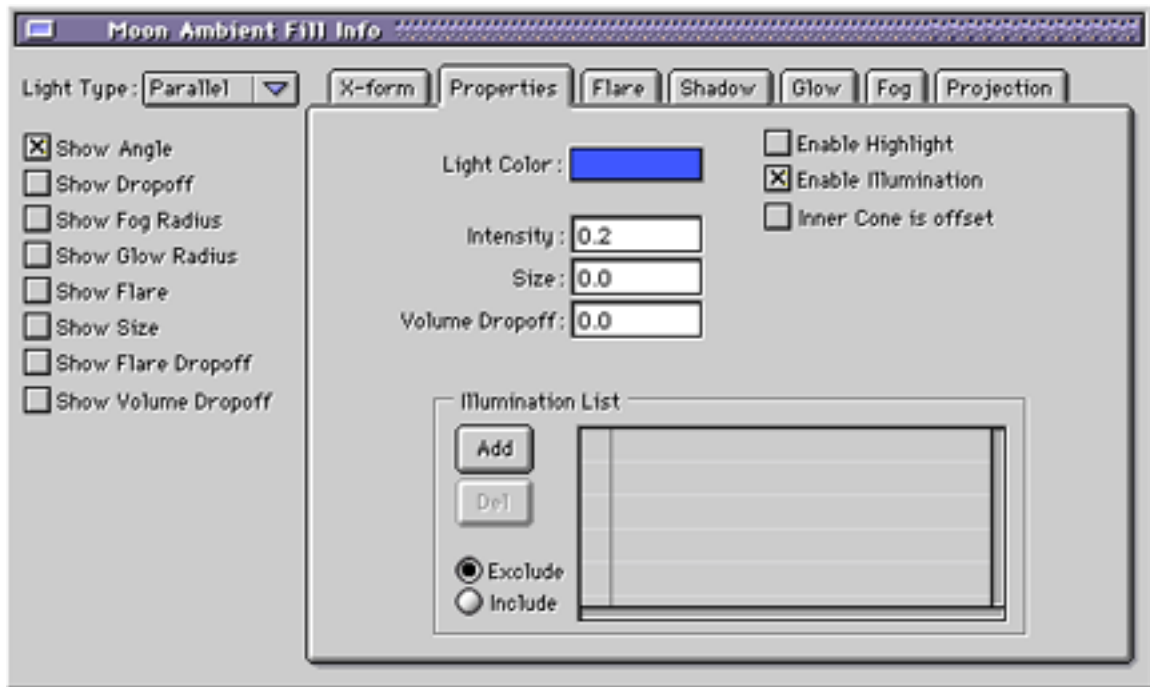 Moon Ambient Fill Info
Light Type: Parallel
X-form Properties Flare Shadow Glow Fog Projection
Show Angle
Show Dropoff
Show Fog Radius
Show Glow Radius
Show Flare
Show Size
Show Flare Dropoff
Show Volume Dropoff
Light Color:
Intensity: 0.2
Size: 0.0
Volume Dropoff: 0.0
Enable Highlight
Enable Illumination
Inner Cone is offset
Illumination List
Add
Del
Exclude
Include